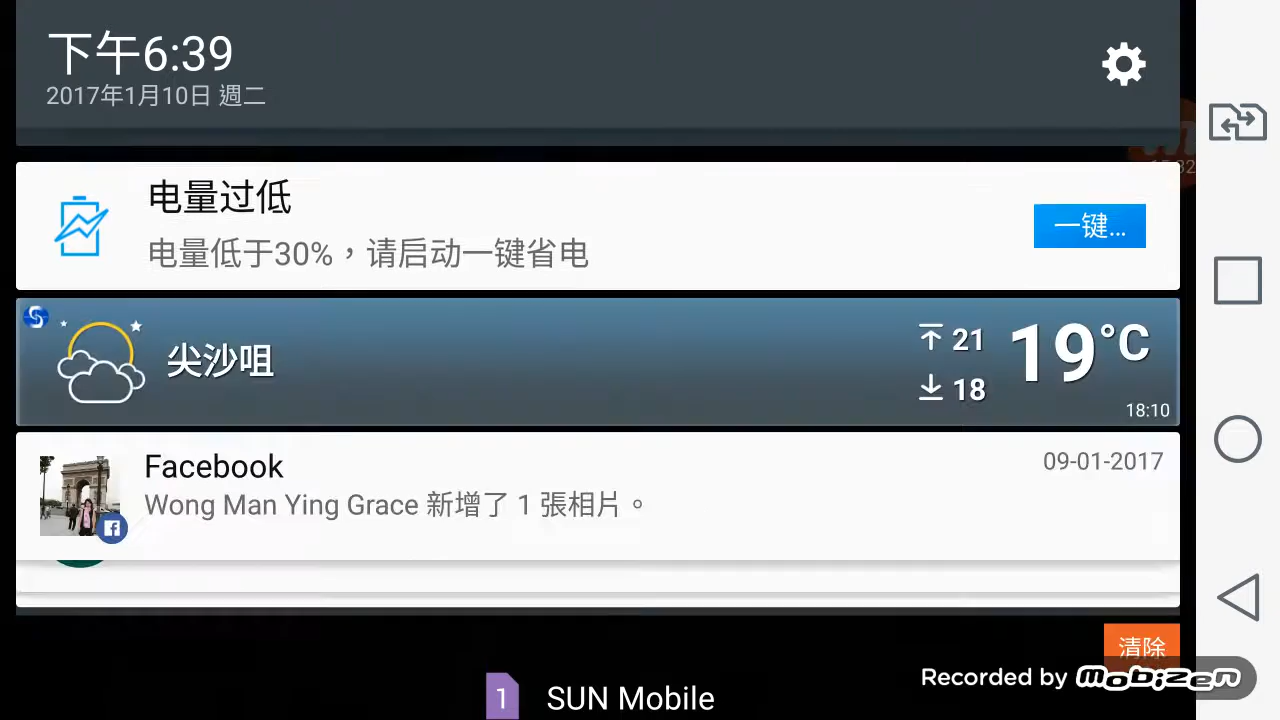 下午6:39
2017年1月10日 週二
电量过低
电量低于30%，请启动一键省电
一键...
尖沙咀
21
18
19°C
18:10
Facebook
09-01-2017
Wong Man Ying Grace 新增了 1 張相片。
清除
Recorded by mobizen
1 SUN Mobile